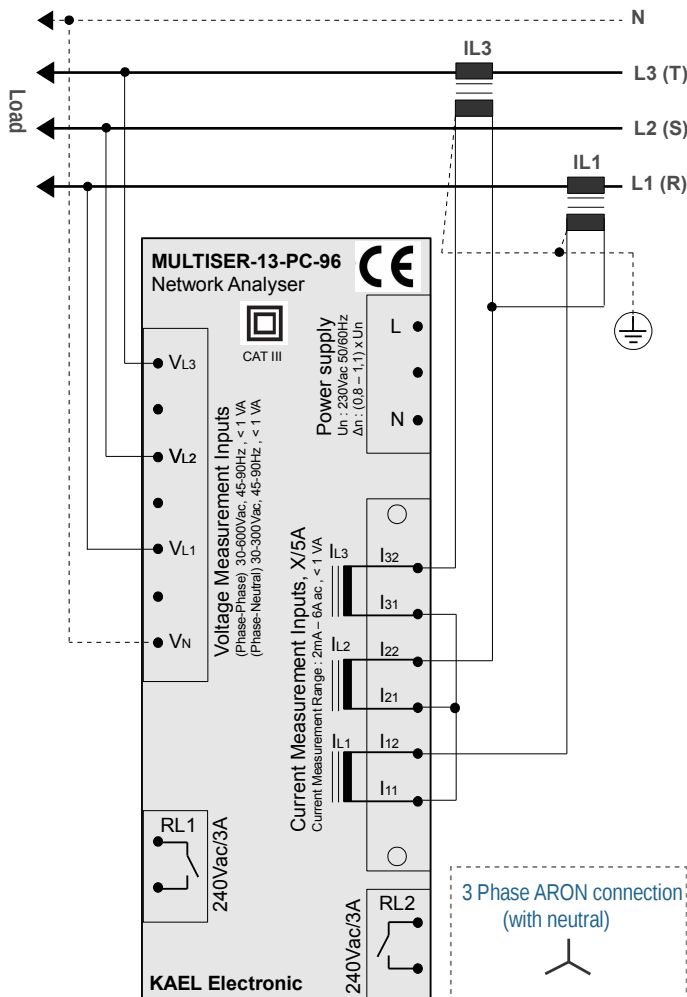 N
IL3
L3 (T)
Load
L2 (S)
IL1
L1 (R)
MULTISER-13-PC-96
Network Analyser
CE
CAT III
VL3
VL2
VL1
VN
Voltage Measurement Inputs
(Phase-Phase) 30-600Vac, 45-90Hz , < 1 VA
(Phase-Neutral) 30-300Vac, 45-90Hz , < 1 VA
Power supply
Un : 230Vac 50/60Hz
Δn : (0,8 – 1,1) x Un
L
N
Current Measurement Inputs, X/5A
Current Measurement Range : 2mA – 6A ac , < 1 VA
IL3
I32
I31
IL2
I22
I21
IL1
I12
I11
RL1
240Vac/3A
RL2
240Vac/3A
KAEL Electronic
3 Phase ARON connection
(with neutral)